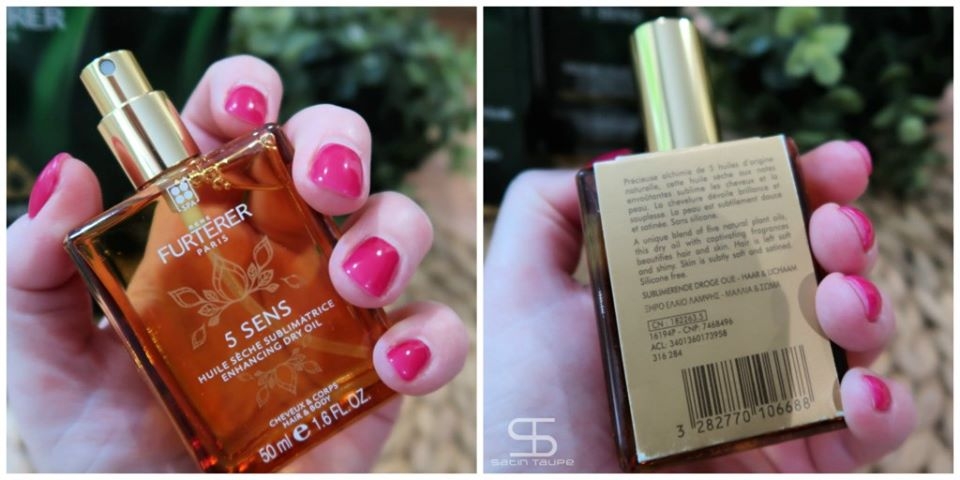 RENE
FURTERER
PARIS
5 SENS
HUILE SÈCHE SUBLIMATRICE
ENHANCING DRY OIL
CHEVEUX & CORPS
HAIR & BODY
50 ml e 1.6 FL.OZ.
Précieuse alchimie de 5 huiles d'origine
naturelle, cette huile sèche aux notes
envoûtantes sublime les cheveux et la
peau. La chevelure dévoile brillance et
souplesse. La peau est subtilement douce
et satinée. Sans silicone.
A unique blend of five natural plant oils,
this dry oil with captivating fragrances
beautifies hair and skin. Hair is left soft
and shiny. Skin is subtly soft and satined.
Silicone free.
SUBLIMERENDE DROGE OLIE - HAAR & LICHAAM
ΞΗΡΟ ΕΛΑΙΟ ΛΑΜΨΗΣ - ΜΑΛΛΙΑ & ΣΩΜΑ
CN : 182263.5
16194P - CNP: 7468496
ACL: 3401360173958
316 284
3 282770 106688
satin taupe